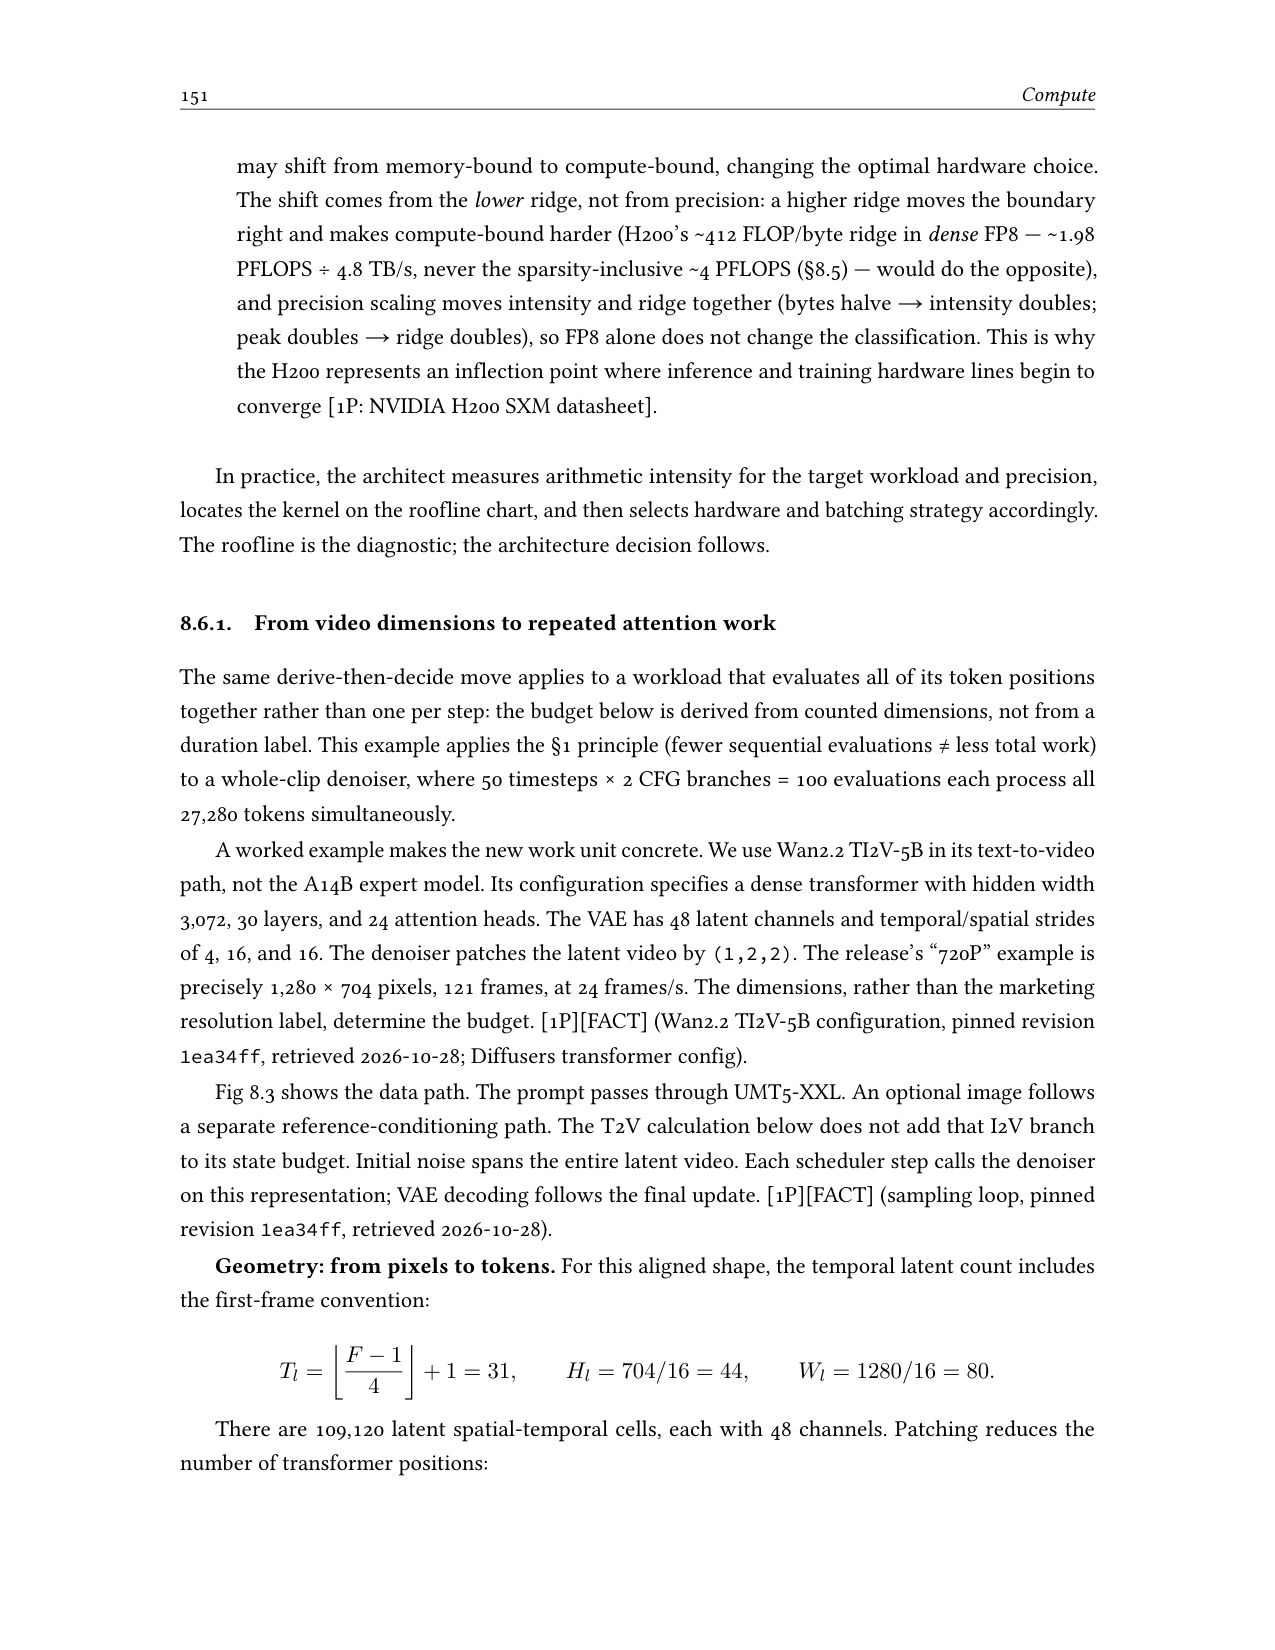 151 Compute
may shift from memory-bound to compute-bound, changing the optimal hardware choice.
The shift comes from the lower ridge, not from precision: a higher ridge moves the boundary
right and makes compute-bound harder (H200's ~412 FLOP/byte ridge in dense FP8 — ~1.98
PFLOPS ÷ 4.8 TB/s, never the sparsity-inclusive ~4 PFLOPS (§8.5) — would do the opposite),
and precision scaling moves intensity and ridge together (bytes halve ⟶ intensity doubles;
peak doubles ⟶ ridge doubles), so FP8 alone does not change the classification. This is why
the H200 represents an inflection point where inference and training hardware lines begin to
converge [1P: NVIDIA H200 SXM datasheet].
In practice, the architect measures arithmetic intensity for the target workload and precision,
locates the kernel on the roofline chart, and then selects hardware and batching strategy accordingly.
The roofline is the diagnostic; the architecture decision follows.
8.6.1. From video dimensions to repeated attention work
The same derive-then-decide move applies to a workload that evaluates all of its token positions
together rather than one per step: the budget below is derived from counted dimensions, not from a
duration label. This example applies the §1 principle (fewer sequential evaluations ≠ less total work)
to a whole-clip denoiser, where 50 timesteps × 2 CFG branches = 100 evaluations each process all
27,280 tokens simultaneously.
A worked example makes the new work unit concrete. We use Wan2.2 TI2V-5B in its text-to-video
path, not the A14B expert model. Its configuration specifies a dense transformer with hidden width
3,072, 30 layers, and 24 attention heads. The VAE has 48 latent channels and temporal/spatial strides
of 4, 16, and 16. The denoiser patches the latent video by (1,2,2). The release's “720P” example is
precisely 1,280 × 704 pixels, 121 frames, at 24 frames/s. The dimensions, rather than the marketing
resolution label, determine the budget. [1P][FACT] (Wan2.2 TI2V-5B configuration, pinned revision
1ea34ff, retrieved 2026-10-28; Diffusers transformer config).
Fig 8.3 shows the data path. The prompt passes through UMT5-XXL. An optional image follows
a separate reference-conditioning path. The T2V calculation below does not add that I2V branch
to its state budget. Initial noise spans the entire latent video. Each scheduler step calls the denoiser
on this representation; VAE decoding follows the final update. [1P][FACT] (sampling loop, pinned
revision 1ea34ff, retrieved 2026-10-28).
Geometry: from pixels to tokens. For this aligned shape, the temporal latent count includes
the first-frame convention:
T_l = ⌊(F − 1)/4⌋ + 1 = 31, H_l = 704/16 = 44, W_l = 1280/16 = 80.
There are 109,120 latent spatial-temporal cells, each with 48 channels. Patching reduces the
number of transformer positions: